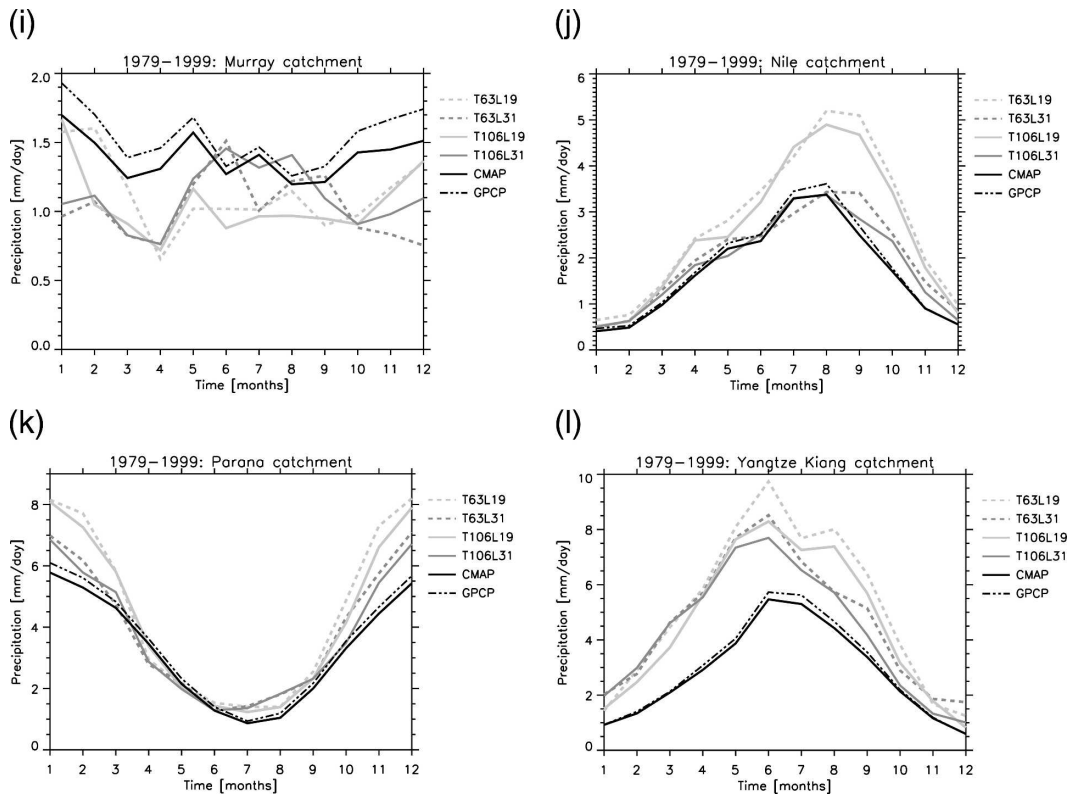 (i)
1979-1999: Murray catchment
2.0
1.5
1.0
0.5
0.0
Precipitation [mm/day]
1 2 3 4 5 6 7 8 9 10 11 12
Time [months]
T63L19
T63L31
T106L19
T106L31
CMAP
GPCP
(j)
1979-1999: Nile catchment
6
5
4
3
2
1
0
Precipitation [mm/day]
1 2 3 4 5 6 7 8 9 10 11 12
Time [months]
T63L19
T63L31
T106L19
T106L31
CMAP
GPCP
(k)
1979-1999: Parana catchment
8
6
4
2
0
Precipitation [mm/day]
1 2 3 4 5 6 7 8 9 10 11 12
Time [months]
T63L19
T63L31
T106L19
T106L31
CMAP
GPCP
(l)
1979-1999: Yangtze Kiang catchment
10
8
6
4
2
0
Precipitation [mm/day]
1 2 3 4 5 6 7 8 9 10 11 12
Time [months]
T63L19
T63L31
T106L19
T106L31
CMAP
GPCP